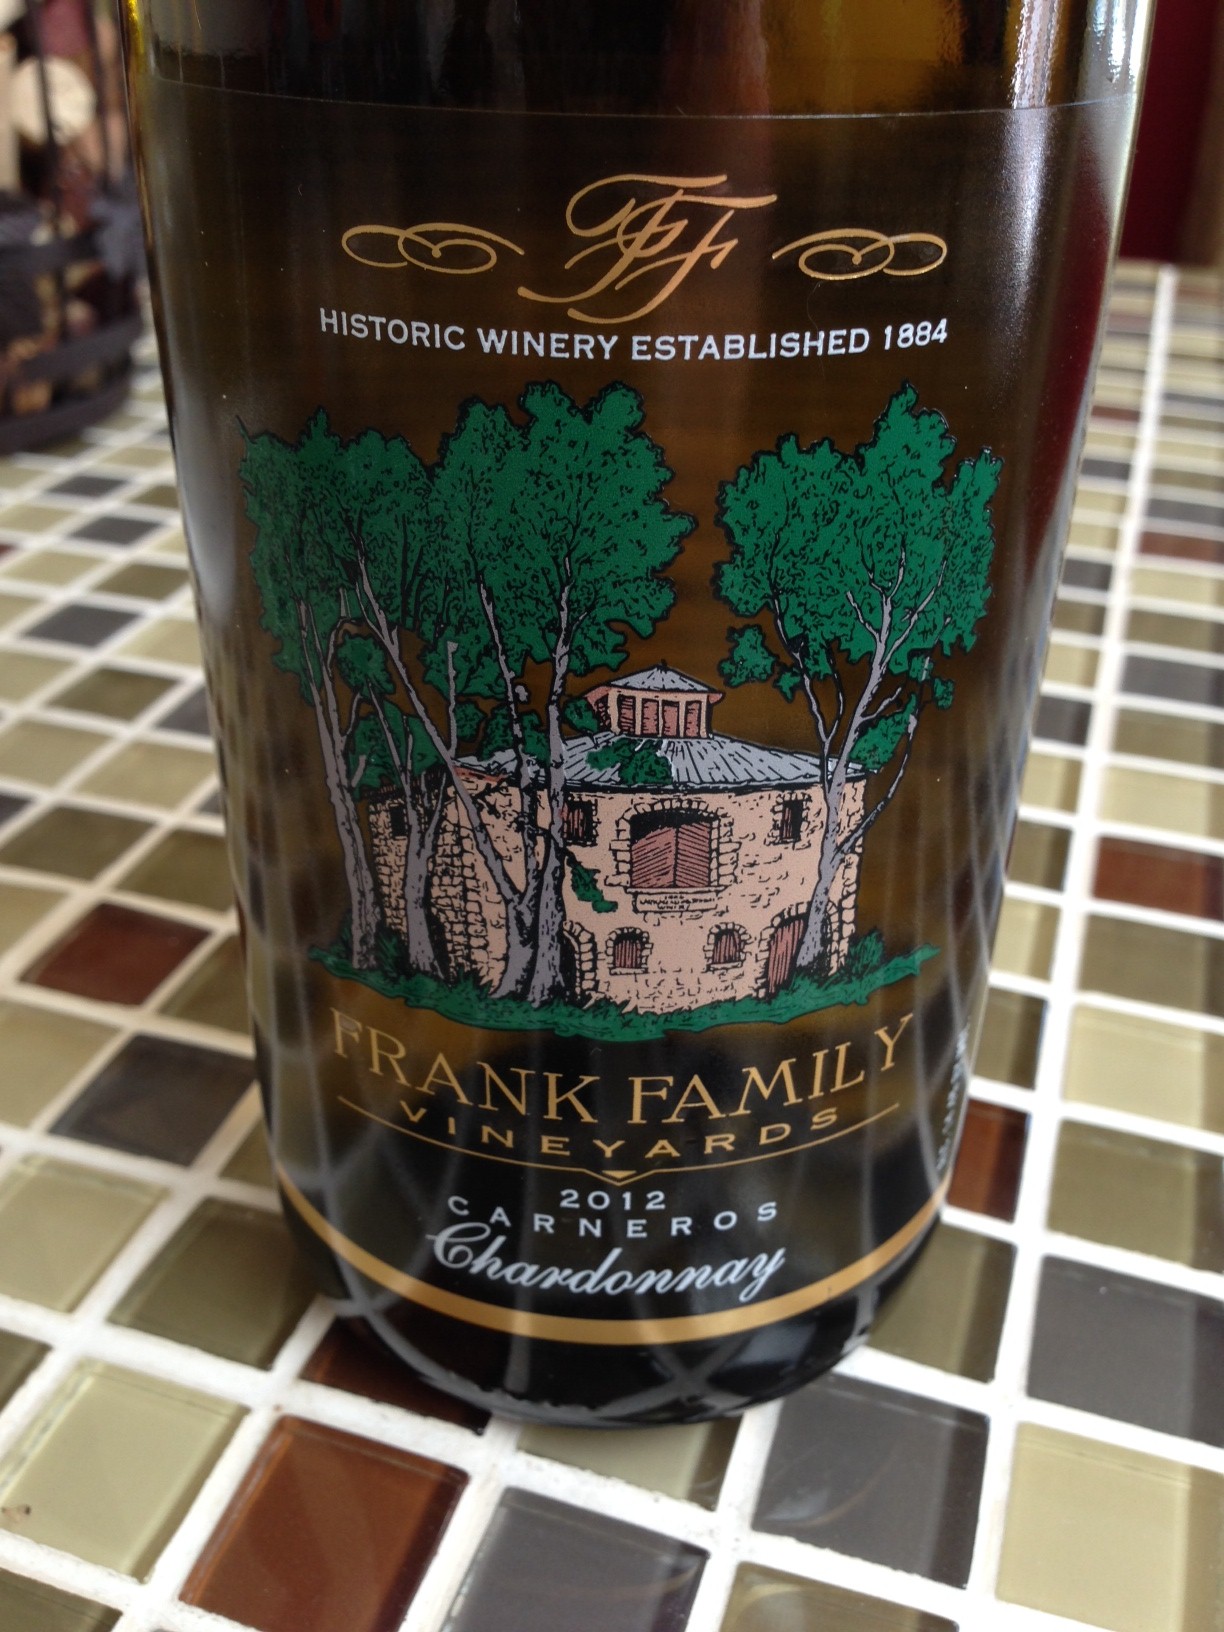 FF
HISTORIC WINERY ESTABLISHED 1884
FRANK FAMILY
VINEYARDS
2012
CARNEROS
Chardonnay